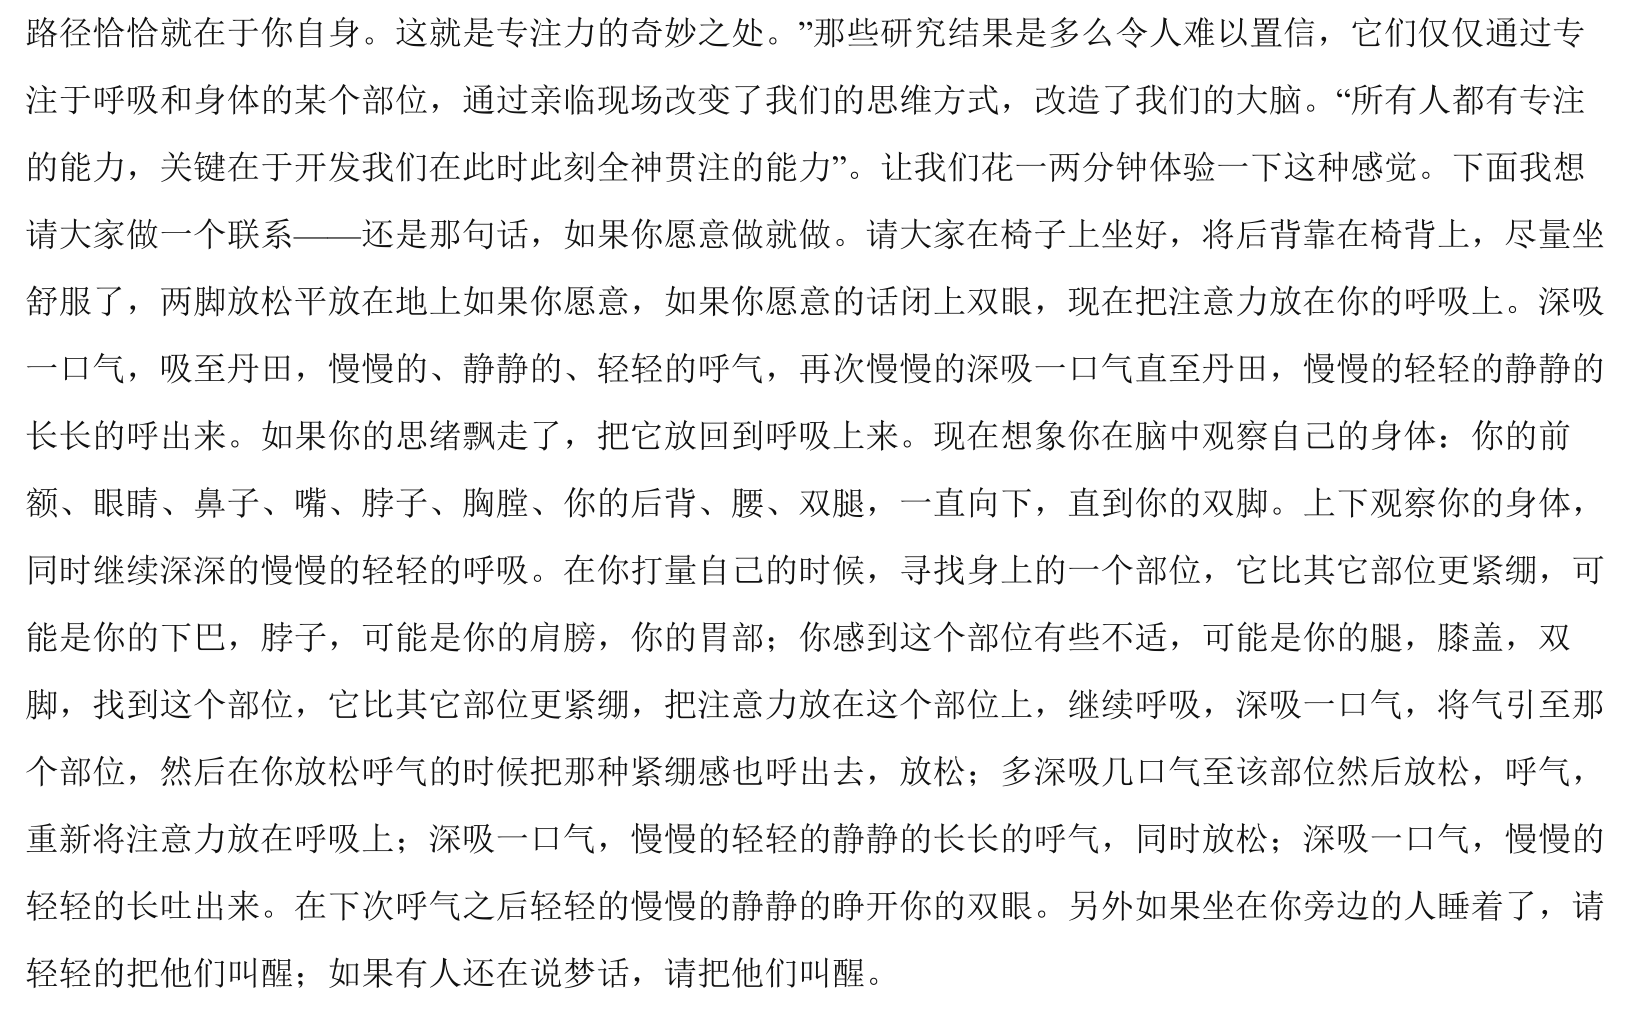 路径恰恰就在于你自身。这就是专注力的奇妙之处。”那些研究结果是多么令人难以置信，它们仅仅通过专
注于呼吸和身体的某个部位，通过亲临现场改变了我们的思维方式，改造了我们的大脑。“所有人都有专注
的能力，关键在于开发我们在此时此刻全神贯注的能力”。让我们花一两分钟体验一下这种感觉。下面我想
请大家做一个联系——还是那句话，如果你愿意做就做。请大家在椅子上坐好，将后背靠在椅背上，尽量坐
舒服了，两脚放松平放在地上如果你愿意，如果你愿意的话闭上双眼，现在把注意力放在你的呼吸上。深吸
一口气，吸至丹田，慢慢的、静静的、轻轻的呼气，再次慢慢的深吸一口气直至丹田，慢慢的轻轻的静静的
长长的呼出来。如果你的思绪飘走了，把它放回到呼吸上来。现在想象你在脑中观察自己的身体：你的前
额、眼睛、鼻子、嘴、脖子、胸膛、你的后背、腰、双腿，一直向下，直到你的双脚。上下观察你的身体，
同时继续深深的慢慢的轻轻的呼吸。在你打量自己的时候，寻找身上的一个部位，它比其它部位更紧绷，可
能是你的下巴，脖子，可能是你的肩膀，你的胃部；你感到这个部位有些不适，可能是你的腿，膝盖，双
脚，找到这个部位，它比其它部位更紧绷，把注意力放在这个部位上，继续呼吸，深吸一口气，将气引至那
个部位，然后在你放松呼气的时候把那种紧绷感也呼出去，放松；多深吸几口气至该部位然后放松，呼气，
重新将注意力放在呼吸上；深吸一口气，慢慢的轻轻的静静的长长的呼气，同时放松；深吸一口气，慢慢的
轻轻的长吐出来。在下次呼气之后轻轻的慢慢的静静的睁开你的双眼。另外如果坐在你旁边的人睡着了，请
轻轻的把他们叫醒；如果有人还在说梦话，请把他们叫醒。